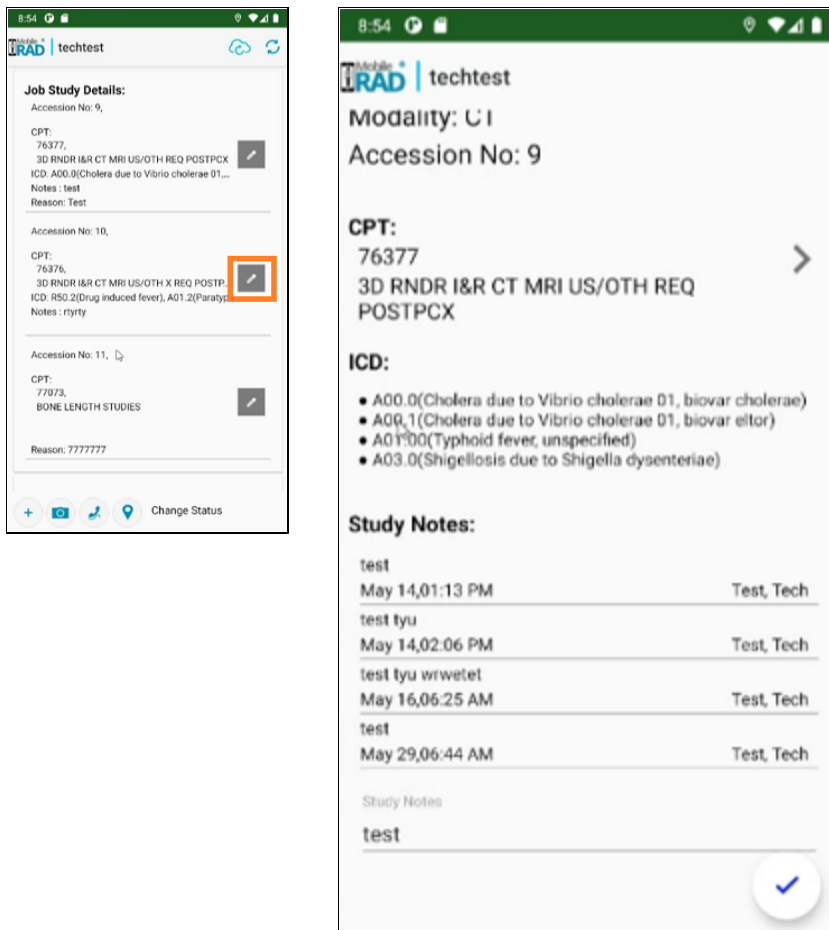 8:54
Mobile
iRAD
techtest
Job Study Details:
Accession No: 9,
CPT:
76377,
3D RNDR I&R CT MRI US/OTH REQ POSTPCX
ICD: A00.0(Cholera due to Vibrio cholerae 01,...
Notes : test
Reason: Test
Accession No: 10,
CPT:
76376,
3D RNDR I&R CT MRI US/OTH X REQ POSTP...
ICD: R50.2(Drug induced fever), A01.2(Paratyp
Notes : rtyrty
Accession No: 11,
CPT:
77073,
BONE LENGTH STUDIES
Reason: 7777777
Change Status
8:54
Mobile
iRAD
techtest
Modality: CT
Accession No: 9
CPT:
76377
3D RNDR I&R CT MRI US/OTH REQ
POSTPCX
ICD:
• A00.0(Cholera due to Vibrio cholerae 01, biovar cholerae)
• A00.1(Cholera due to Vibrio cholerae 01, biovar eltor)
• A01.00(Typhoid fever, unspecified)
• A03.0(Shigellosis due to Shigella dysenteriae)
Study Notes:
test
May 14,01:13 PM Test, Tech
test tyu
May 14,02:06 PM Test, Tech
test tyu wrwetet
May 16,06:25 AM Test, Tech
test
May 29,06:44 AM Test, Tech
Study Notes
test